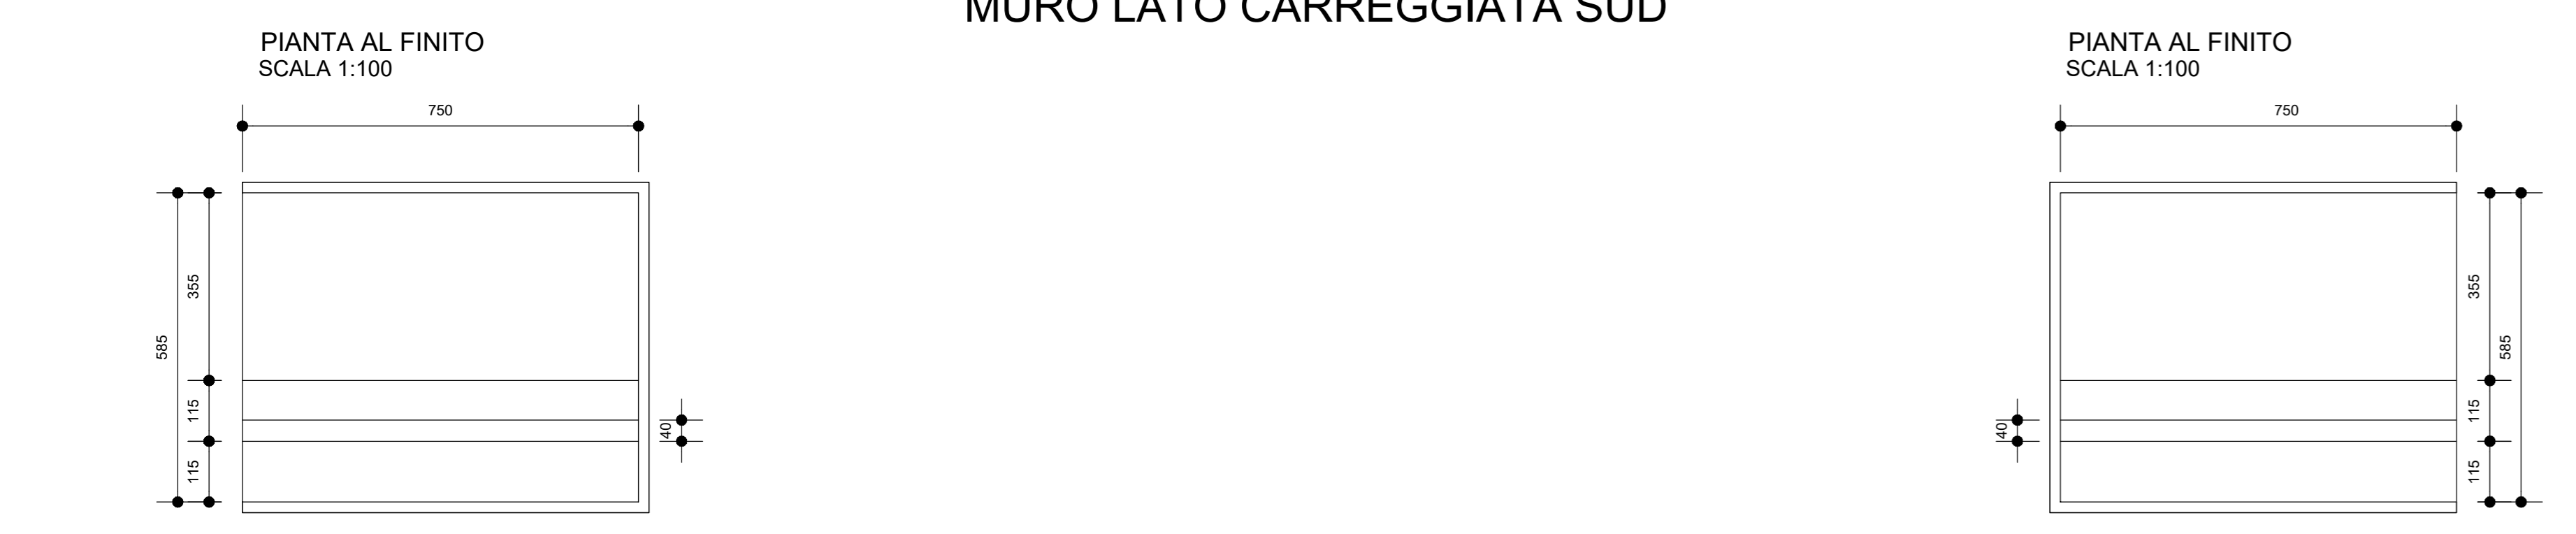 MURO LATO CARREGGIATA SUD
PIANTA AL FINITO
SCALA 1:100
750
355
585
115
40
115
PIANTA AL FINITO
SCALA 1:100
750
355
585
115
40
115